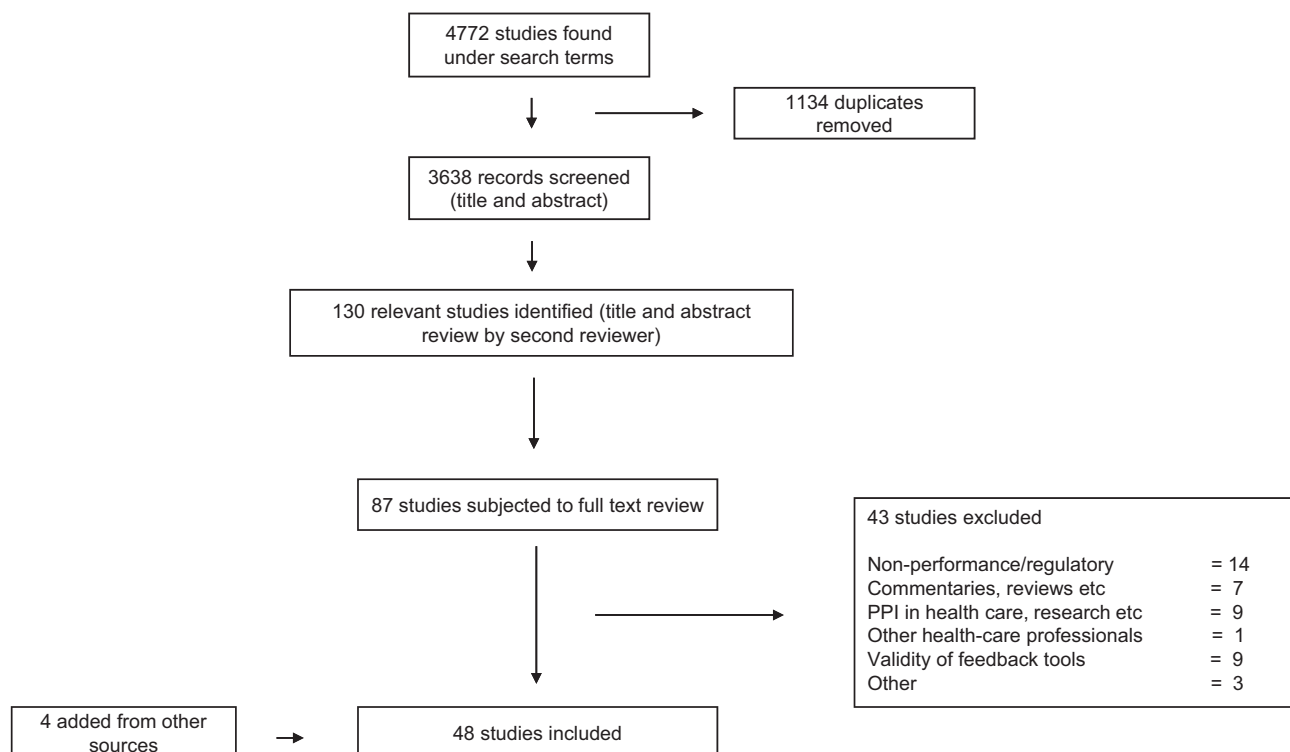 4772 studies found
under search terms
1134 duplicates
removed
3638 records screened
(title and abstract)
130 relevant studies identified (title and abstract
review by second reviewer)
87 studies subjected to full text review
43 studies excluded
Non-performance/regulatory = 14
Commentaries, reviews etc = 7
PPI in health care, research etc = 9
Other health-care professionals = 1
Validity of feedback tools = 9
Other = 3
4 added from other
sources
48 studies included